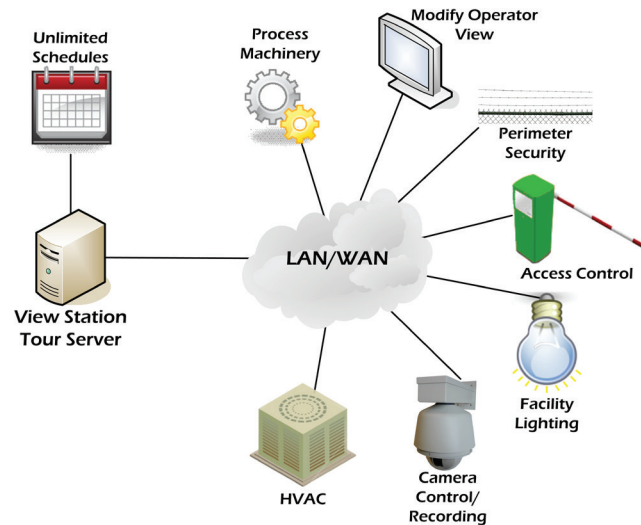 Unlimited
Schedules
Process
Machinery
Modify Operator
View
Perimeter
Security
LAN/WAN
Access Control
View Station
Tour Server
Facility
Lighting
HVAC
Camera
Control/
Recording